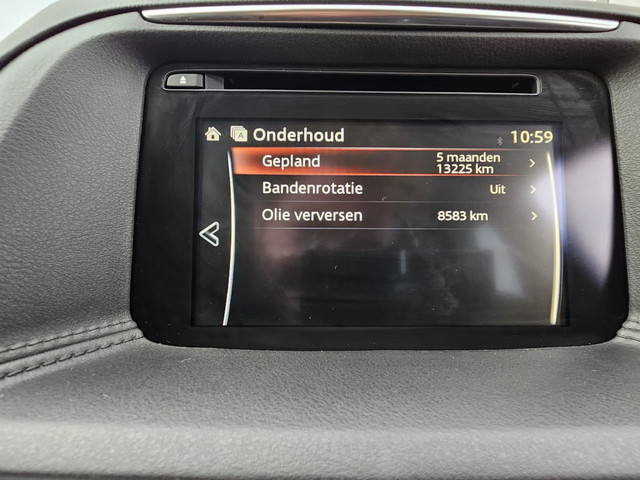 Onderhoud 10:59
Gepland 5 maanden
13225 km
Bandenrotatie Uit
Olie verversen 8583 km